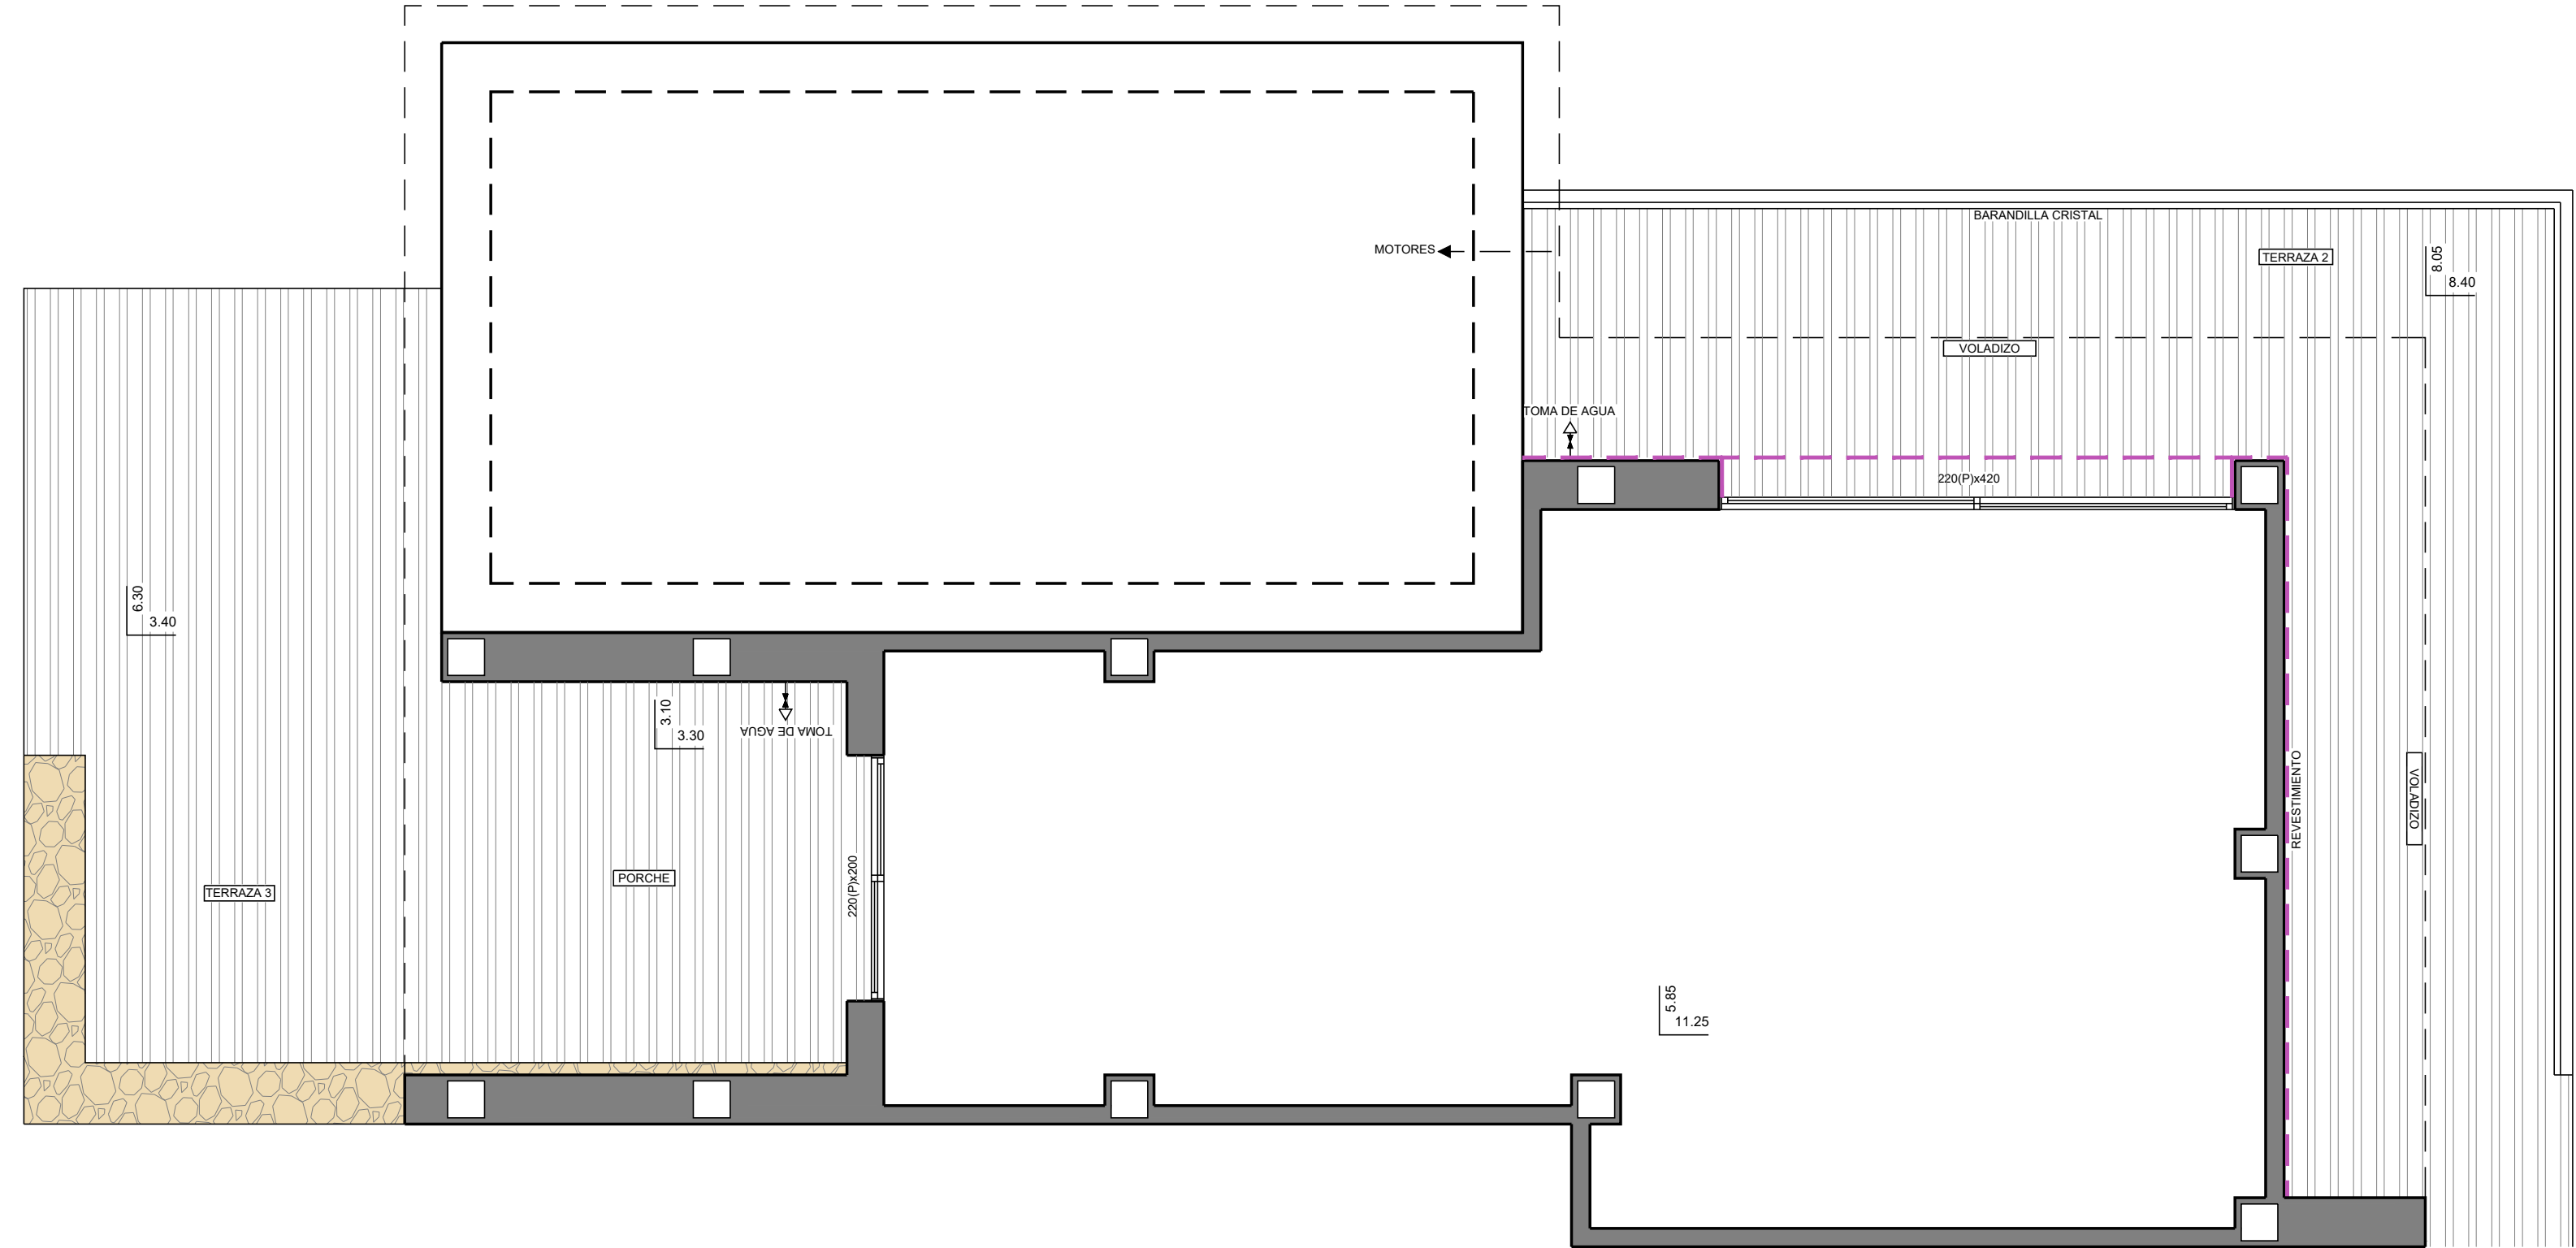 BARANDILLA CRISTAL
MOTORES
TERRAZA 2
8.05
8.40
VOLADIZO
TOMA DE AGUA
220(P)x420
6.30
3.40
3.10
3.30
TOMA DE AGUA
REVESTIMIENTO
VOLADIZO
220(P)x200
PORCHE
TERRAZA 3
5.85
11.25